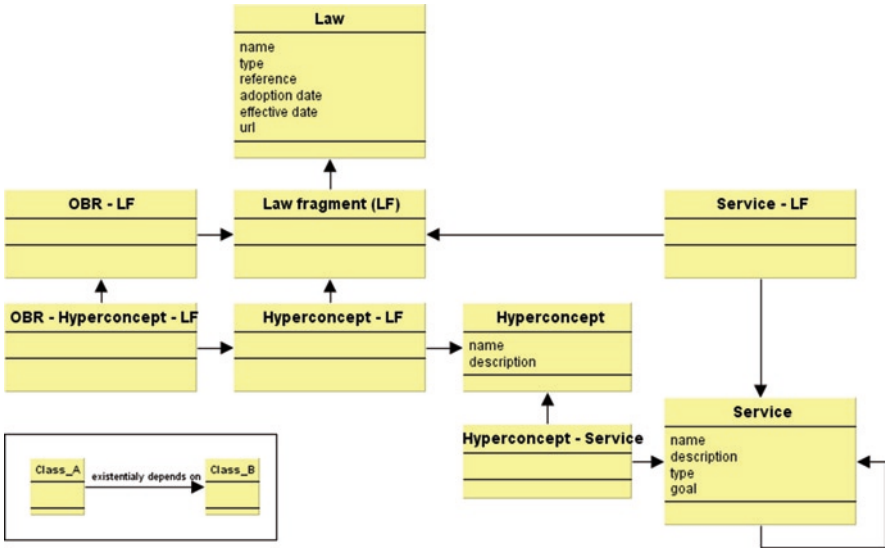 Law
name
type
reference
adoption date
effective date
url
OBR - LF
Law fragment (LF)
Service - LF
OBR - Hyperconcept - LF
Hyperconcept - LF
Hyperconcept
name
description
Hyperconcept - Service
Service
name
description
type
goal
Class_A
existentialy depends on
Class_B